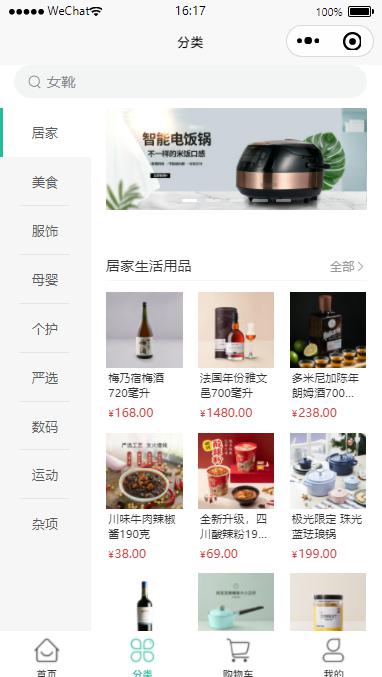 WeChat
16:17
100%
分类
女靴
居家
美食
服饰
母婴
个护
严选
数码
运动
杂项
智能电饭锅
不一样的米饭口感
居家生活用品
全部
梅乃宿梅酒
720毫升
¥168.00
法国年份雅文
邑700毫升
¥1480.00
多米尼加陈年
朗姆酒700...
¥238.00
川味牛肉辣椒
酱190克
¥38.00
全新升级，四
川酸辣粉19...
¥69.00
极光限定 珠光
蓝珐琅锅
¥199.00
首页
分类
购物车
我的